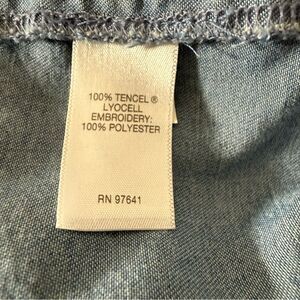 100% TENCEL ®
LYOCELL
EMBROIDERY:
100% POLYESTER
RN 97641